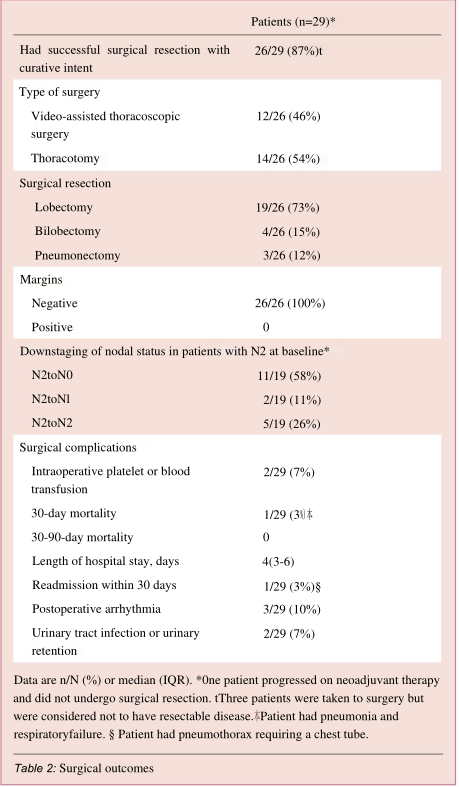 Patients (n=29)*
Had successful surgical resection with 26/29 (87%)t
curative intent
Type of surgery
Video-assisted thoracoscopic 12/26 (46%)
surgery
Thoracotomy 14/26 (54%)
Surgical resection
Lobectomy 19/26 (73%)
Bilobectomy 4/26 (15%)
Pneumonectomy 3/26 (12%)
Margins
Negative 26/26 (100%)
Positive 0
Downstaging of nodal status in patients with N2 at baseline*
N2toN0 11/19 (58%)
N2toNl 2/19 (11%)
N2toN2 5/19 (26%)
Surgical complications
Intraoperative platelet or blood 2/29 (7%)
transfusion
30-day mortality 1/29 (3%)‡
30-90-day mortality 0
Length of hospital stay, days 4(3-6)
Readmission within 30 days 1/29 (3%)§
Postoperative arrhythmia 3/29 (10%)
Urinary tract infection or urinary 2/29 (7%)
retention
Data are n/N (%) or median (IQR). *0ne patient progressed on neoadjuvant therapy
and did not undergo surgical resection. tThree patients were taken to surgery but
were considered not to have resectable disease.‡Patient had pneumonia and
respiratoryfailure. § Patient had pneumothorax requiring a chest tube.
Table 2: Surgical outcomes